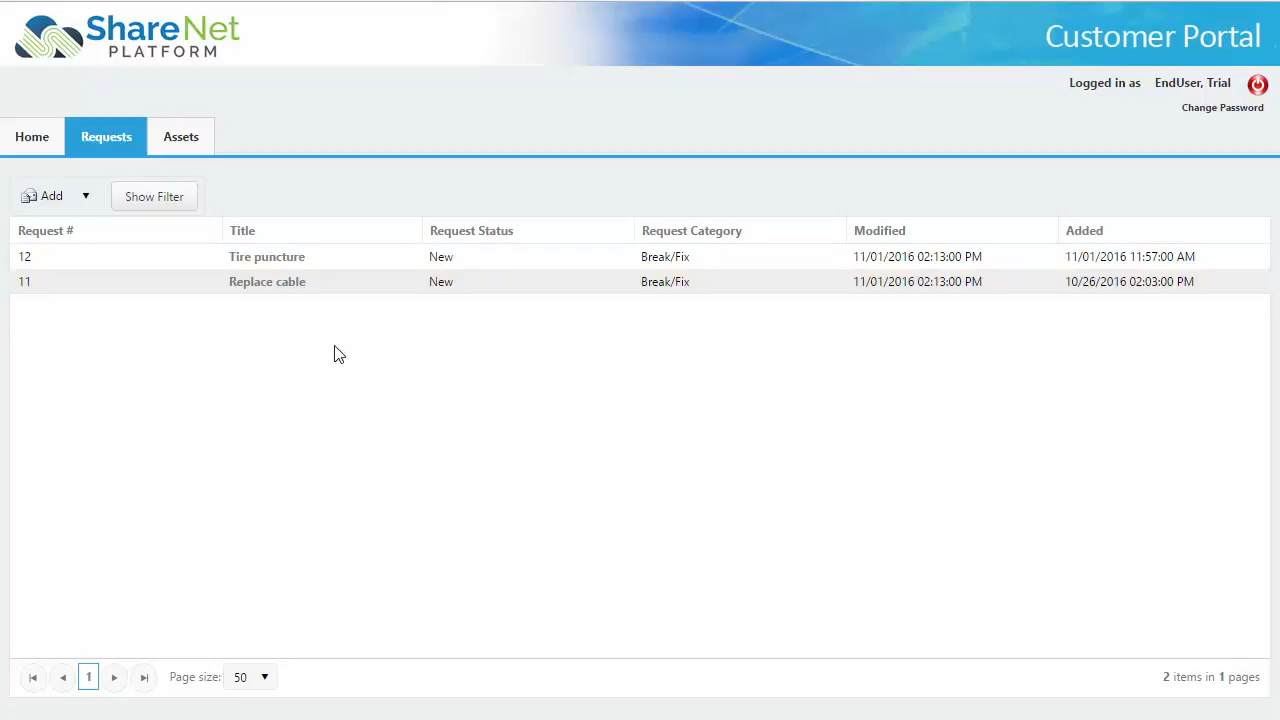 ShareNet
PLATFORM
Customer Portal
Logged in as EndUser, Trial
Change Password
Home Requests Assets
Add Show Filter
Request # Title Request Status Request Category Modified Added
12 Tire puncture New Break/Fix 11/01/2016 02:13:00 PM 11/01/2016 11:57:00 AM
11 Replace cable New Break/Fix 11/01/2016 02:13:00 PM 10/26/2016 02:03:00 PM
1 Page size: 50 2 items in 1 pages